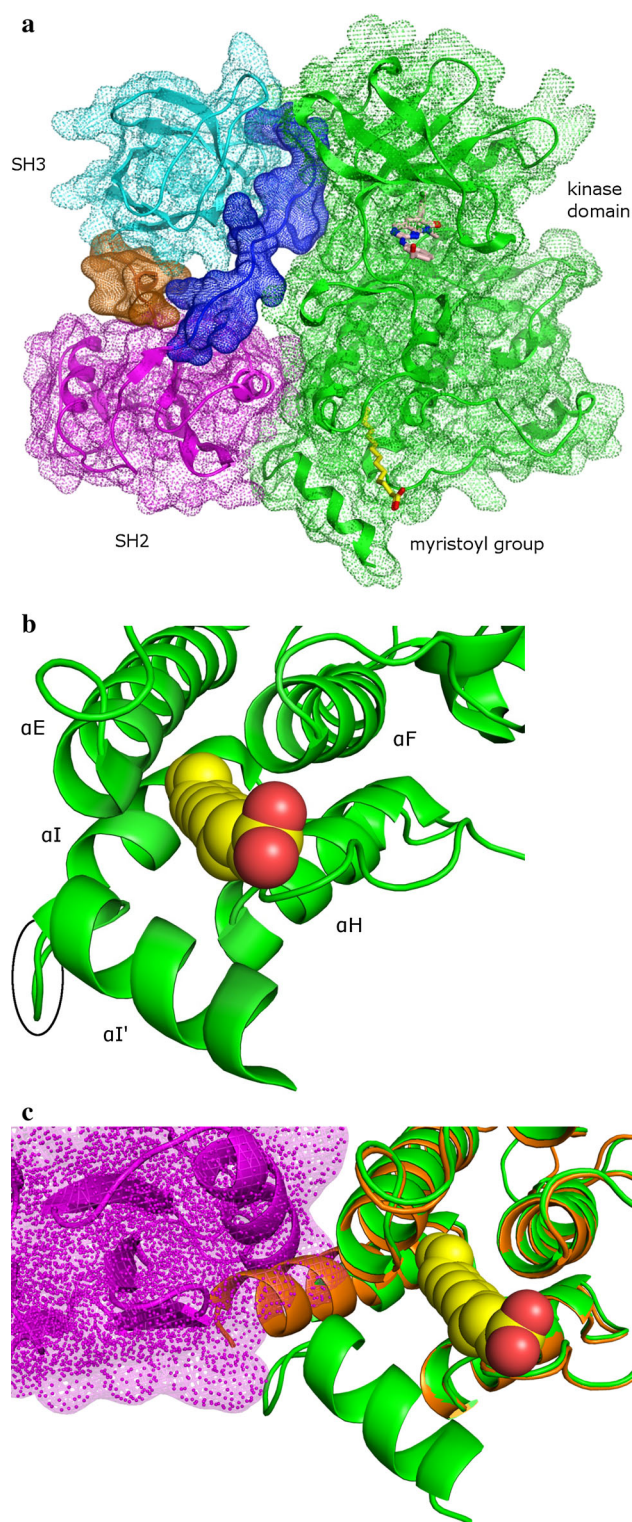 a
SH3
kinase
domain
SH2
myristoyl group
b
αE
αF
αI
αH
αI'
c